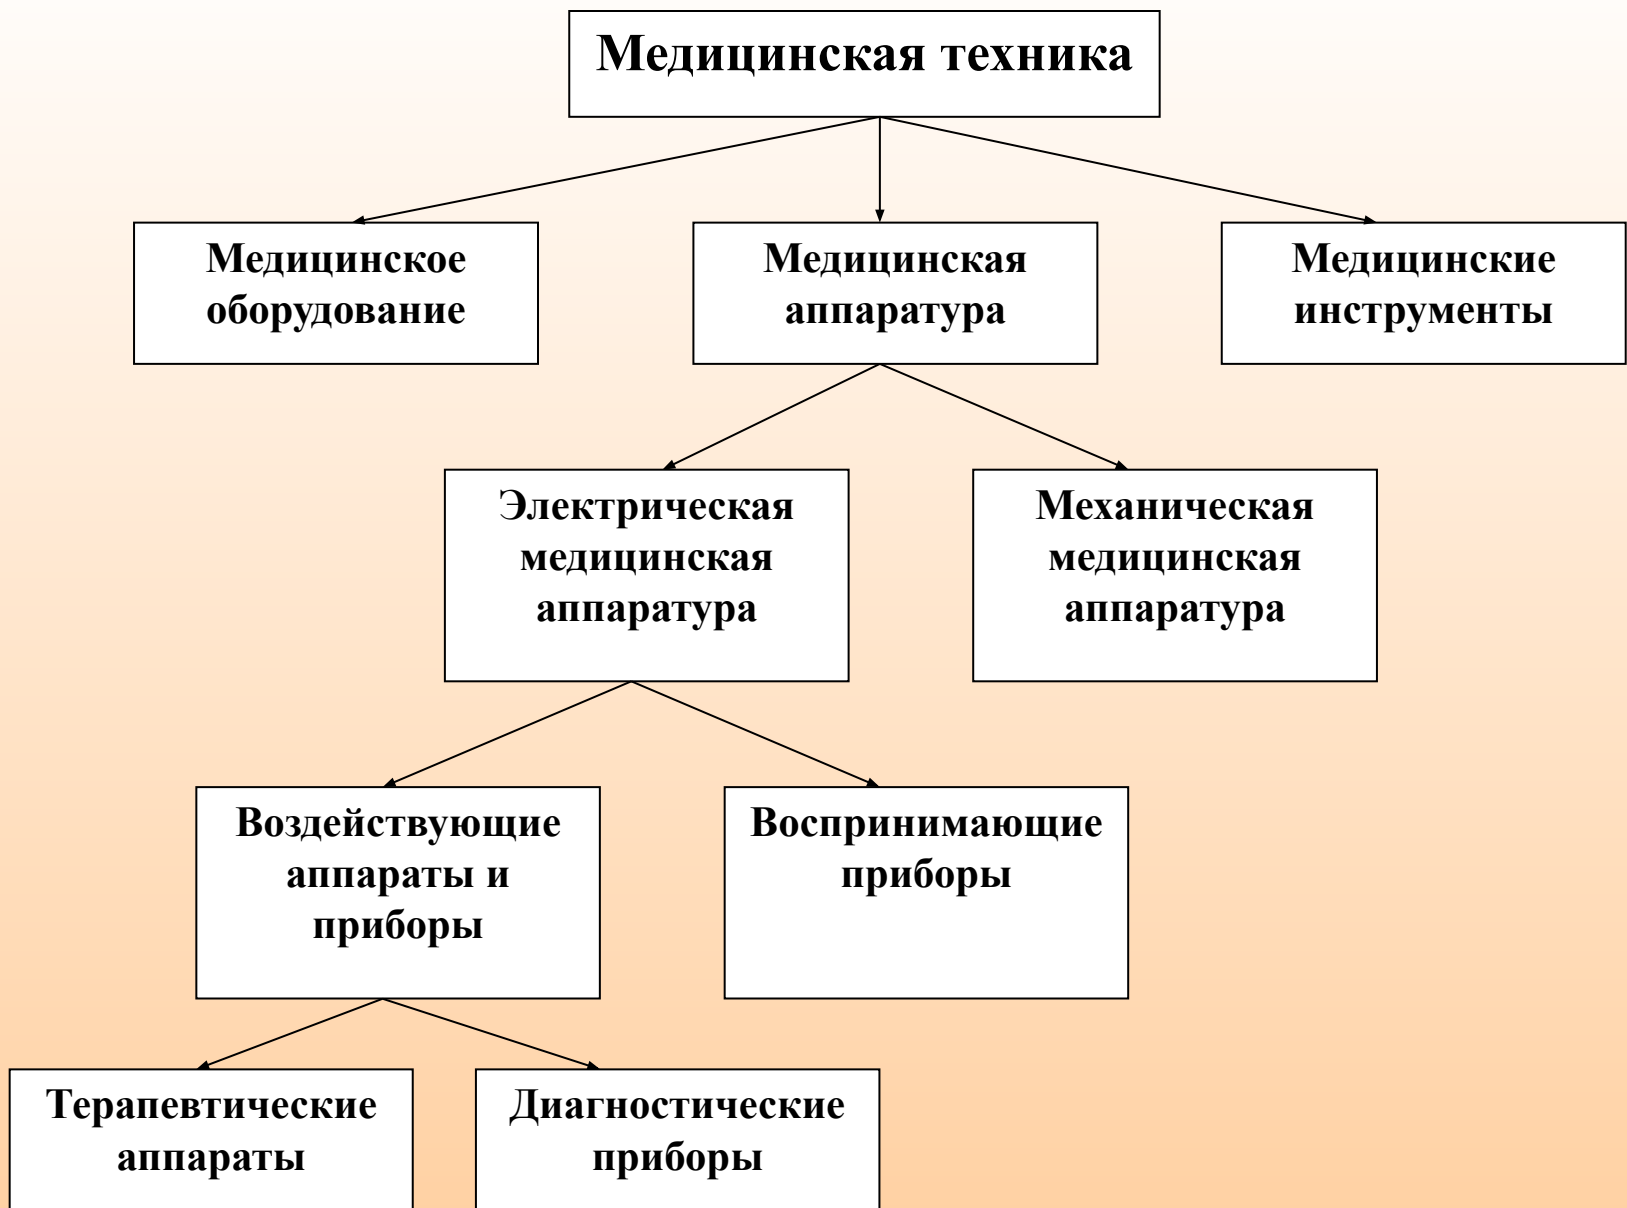 Медицинская техника
Медицинское
оборудование
Медицинская
аппаратура
Медицинские
инструменты
Электрическая
медицинская
аппаратура
Механическая
медицинская
аппаратура
Воздействующие
аппараты и
приборы
Воспринимающие
приборы
Терапевтические
аппараты
Диагностические
приборы